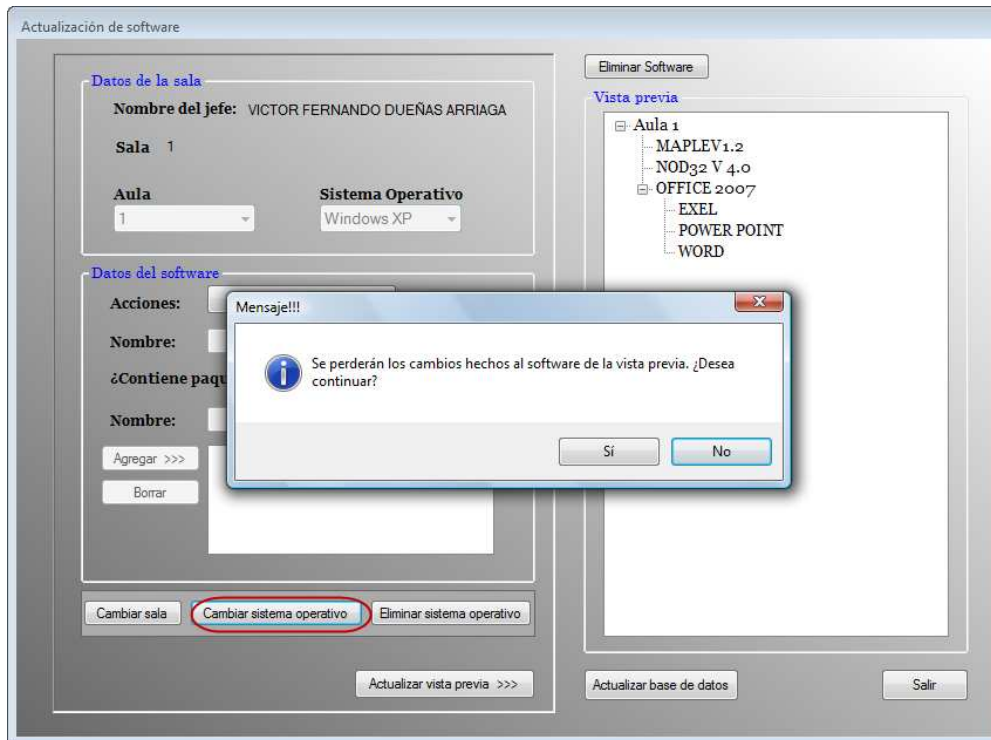 Actualización de software
Datos de la sala
Nombre del jefe: VICTOR FERNANDO DUEÑAS ARRIAGA
Sala 1
Aula Sistema Operativo
1 Windows XP
Datos del software
Acciones:
Nombre:
¿Contiene paqu
Nombre:
Agregar >>>
Borrar
Cambiar sala Cambiar sistema operativo Eliminar sistema operativo
Actualizar vista previa >>>
Mensaje!!!
Se perderán los cambios hechos al software de la vista previa. ¿Desea
continuar?
Sí No
Eliminar Software
Vista previa
Aula 1
MAPLEV1.2
NOD32 V 4.0
OFFICE 2007
EXEL
POWER POINT
WORD
Actualizar base de datos Salir